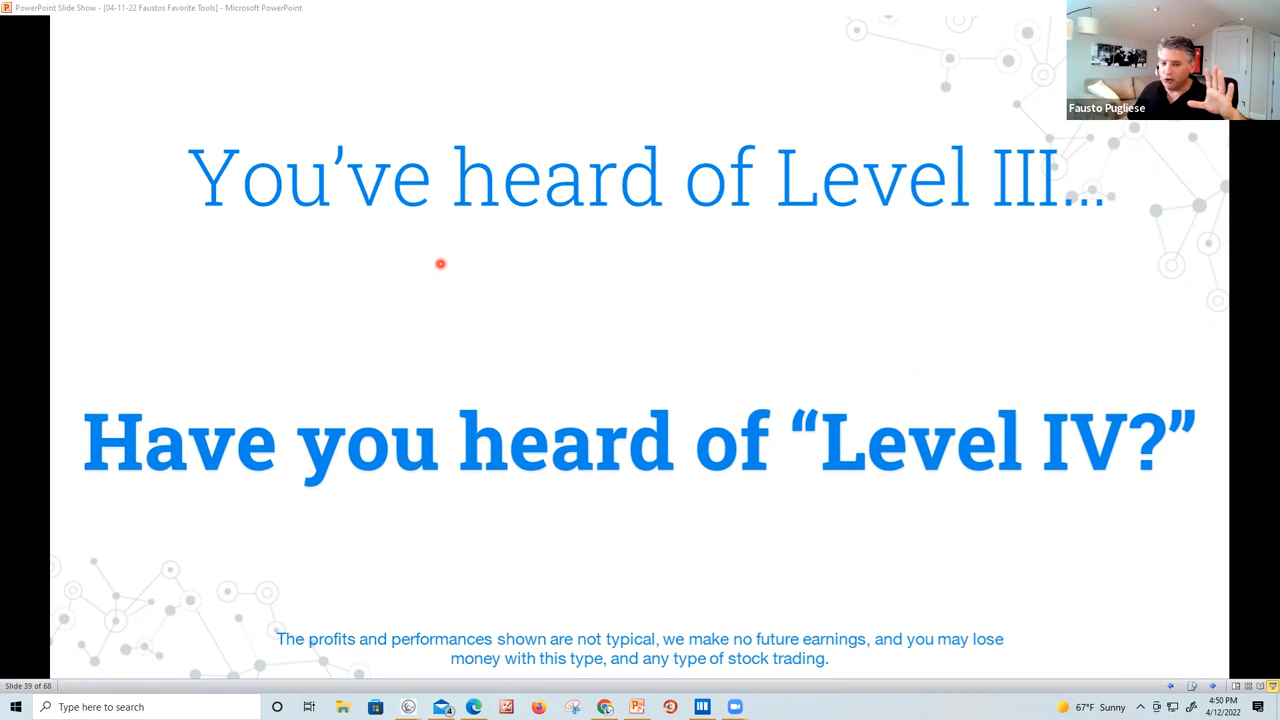 PowerPoint Slide Show - [04-11-22 Faustos Favorite Tools] - Microsoft PowerPoint
Fausto Pugliese
You’ve heard of Level III...
Have you heard of “Level IV?”
The profits and performances shown are not typical, we make no future earnings, and you may lose
money with this type, and any type of stock trading.
Slide 39 of 68
Type here to search
4
67°F Sunny
4:50 PM
4/12/2022